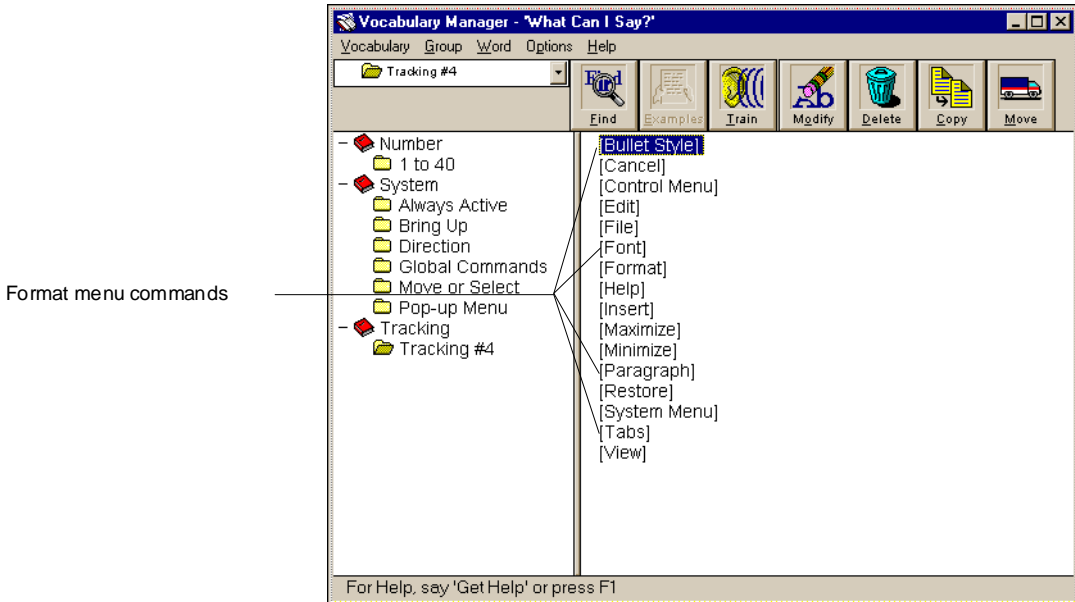 Vocabulary Manager - 'What Can I Say?'
Vocabulary Group Word Options Help
Tracking #4
Find
Find Examples Train Modify Delete Copy Move
Ab
- Number
1 to 40
- System
Always Active
Bring Up
Direction
Global Commands
Move or Select
Pop-up Menu
- Tracking
Tracking #4
[Bullet Style]
[Cancel]
[Control Menu]
[Edit]
[File]
[Font]
[Format]
[Help]
[Insert]
[Maximize]
[Minimize]
[Paragraph]
[Restore]
[System Menu]
[Tabs]
[View]
Format menu commands
For Help, say 'Get Help' or press F1